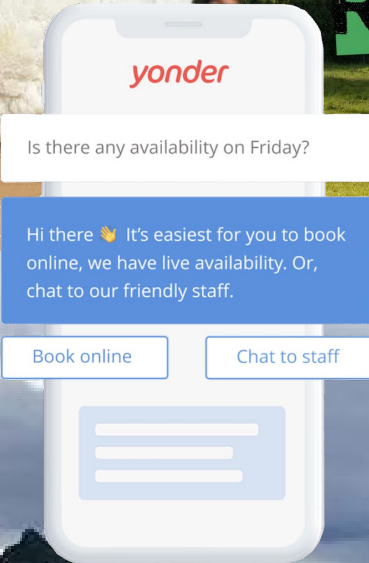 yonder
Is there any availability on Friday?
Hi there 👋 It's easiest for you to book
online, we have live availability. Or,
chat to our friendly staff.
Book online
Chat to staff